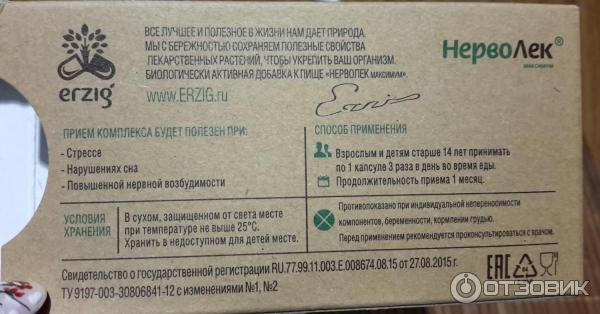 ВСЕ ЛУЧШЕЕ И ПОЛЕЗНОЕ В ЖИЗНИ НАМ ДАЕТ ПРИРОДА.
МЫ С БЕРЕЖНОСТЬЮ СОХРАНЯЕМ ПОЛЕЗНЫЕ СВОЙСТВА
ЛЕКАРСТВЕННЫХ РАСТЕНИЙ, ЧТОБЫ УКРЕПИТЬ ВАШ ОРГАНИЗМ.
БИОЛОГИЧЕСКИ АКТИВНАЯ ДОБАВКА К ПИЩЕ «НЕРВОЛЕК МАКСИМУМ».
erzig
WWW.ERZIG.ru
НервоЛек®
МАКСИМУМ
ПРИЕМ КОМПЛЕКСА БУДЕТ ПОЛЕЗЕН ПРИ:
- Стрессе
- Нарушениях сна
- Повышенной нервной возбудимости
СПОСОБ ПРИМЕНЕНИЯ
Взрослым и детям старше 14 лет принимать
по 1 капсуле 3 раза в день во время еды.
Продолжительность приема 1 месяц.
УСЛОВИЯ
ХРАНЕНИЯ
В сухом, защищенном от света месте
при температуре не выше 25°С.
Хранить в недоступном для детей месте.
Противопоказано при индивидуальной непереносимости
компонентов, беременности, кормлении грудью.
Перед применением рекомендуется проконсультироваться с врачом.
Свидетельство о государственной регистрации RU.77.99.11.003.Е.008674.08.15 от 27.08.2015 г.
ТУ 9197-003-30806841-12 с изменениями №1, №2
EAC
ОТЗОВИК